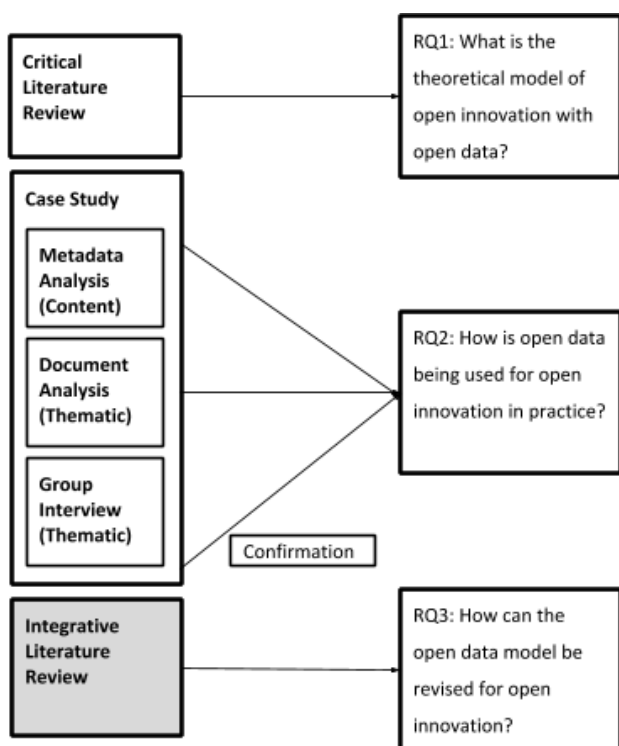 Critical
Literature
Review
RQ1: What is the
theoretical model of
open innovation with
open data?
Case Study
Metadata
Analysis
(Content)
Document
Analysis
(Thematic)
Group
Interview
(Thematic)
RQ2: How is open data
being used for open
innovation in practice?
Confirmation
Integrative
Literature
Review
RQ3: How can the
open data model be
revised for open
innovation?